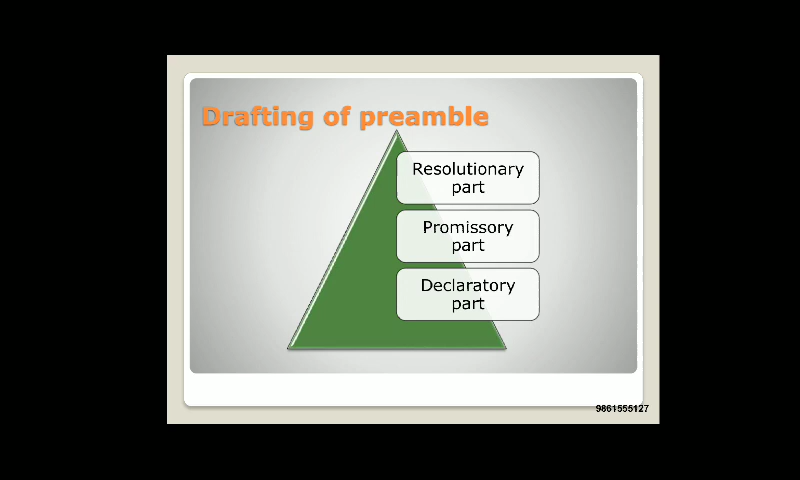 Drafting of preamble
Resolutionary
part
Promissory
part
Declaratory
part
9861555127